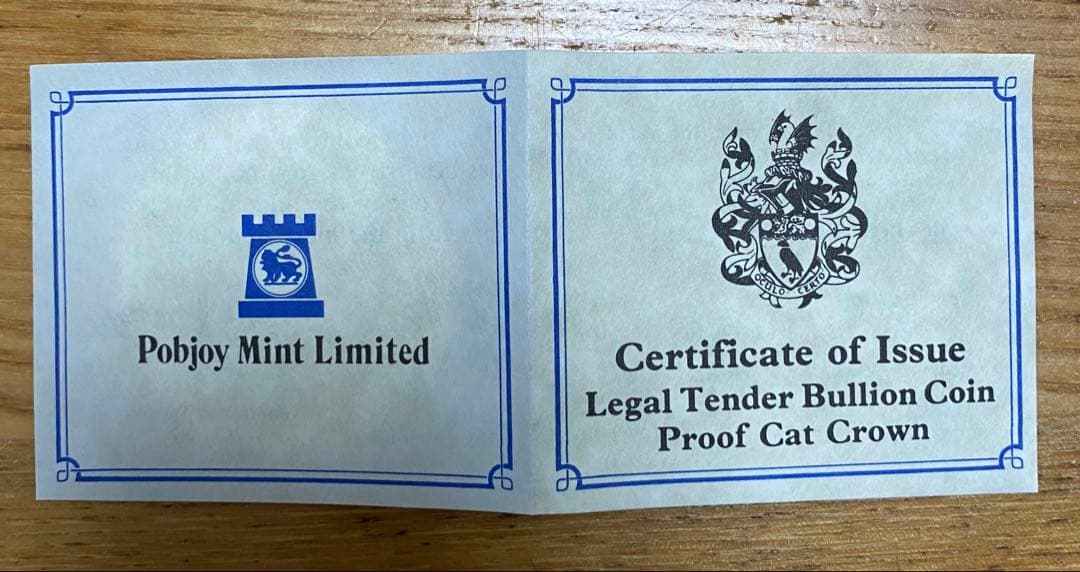 Pobjoy Mint Limited
OCULO · CERTO
Certificate of Issue
Legal Tender Bullion Coin
Proof Cat Crown